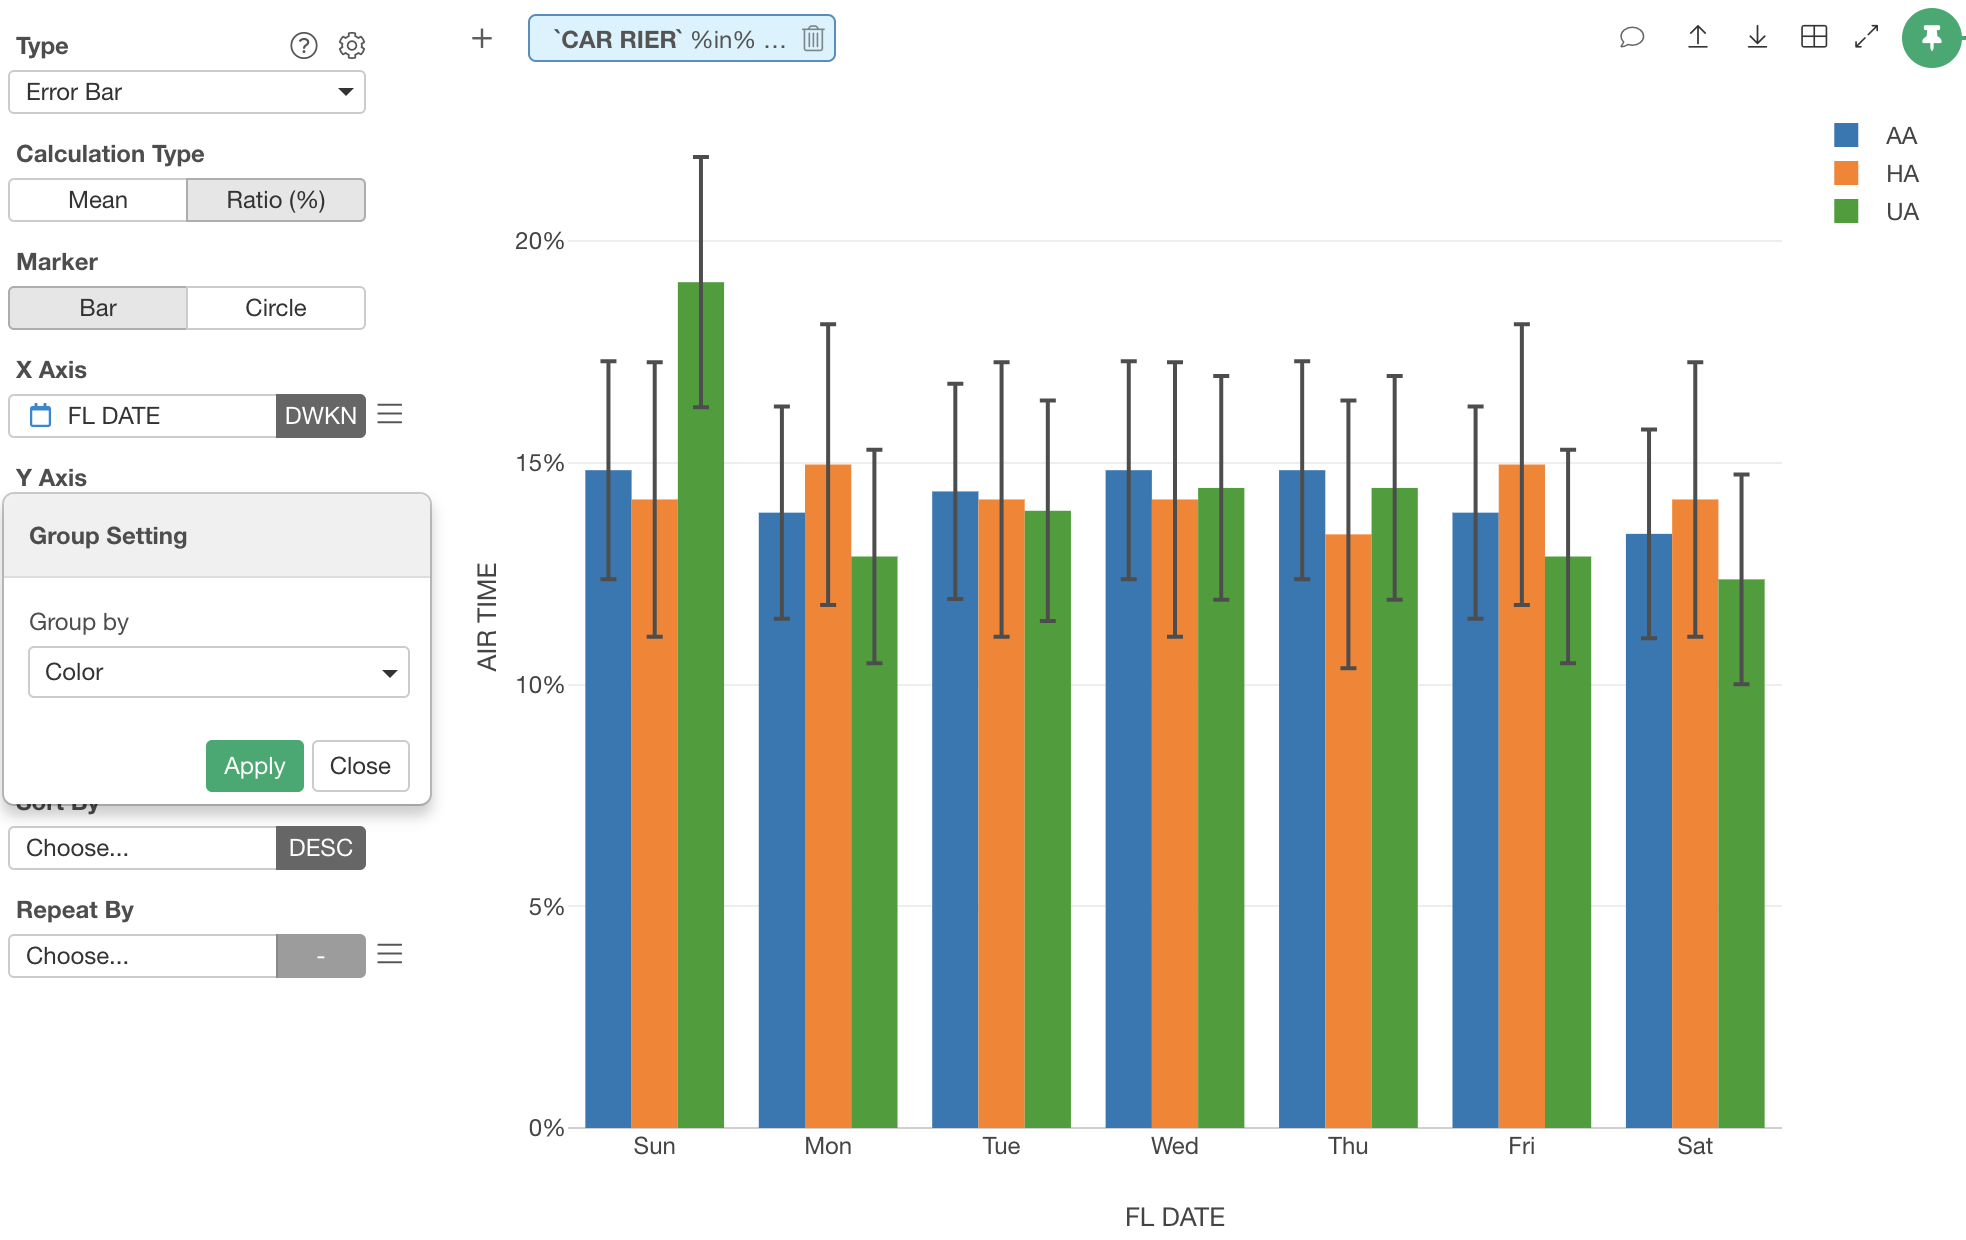 Type
Error Bar
Calculation Type
Mean
Ratio (%)
Marker
Bar
Circle
X Axis
FL DATE
DWKN
Y Axis
Group Setting
Group by
Color
Apply
Close
Sort By
Choose...
DESC
Repeat By
Choose...
-
+
`CAR RIER` %in% ...
AA
HA
UA
20%
15%
10%
5%
0%
AIR TIME
Sun
Mon
Tue
Wed
Thu
Fri
Sat
FL DATE